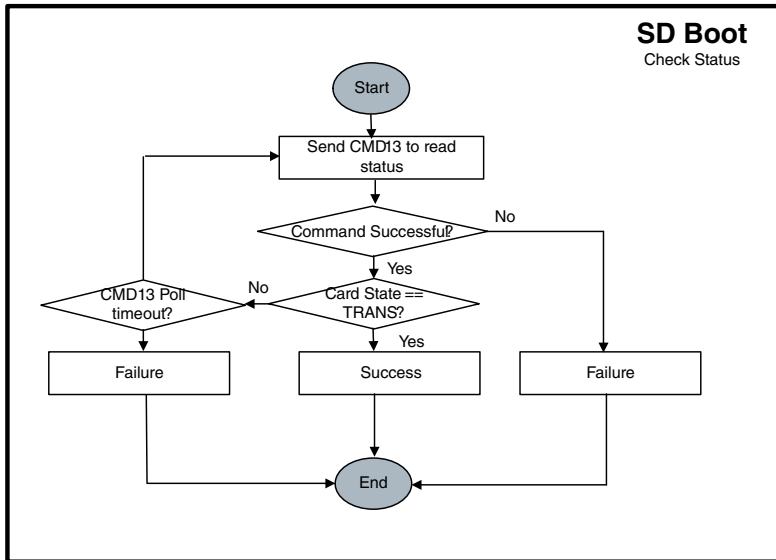 SD Boot
Check Status
Start
Send CMD13 to read
status
Command Successful?
No
Yes
CMD13 Poll
timeout?
No
Card State ==
TRANS?
Yes
Failure
Success
Failure
End